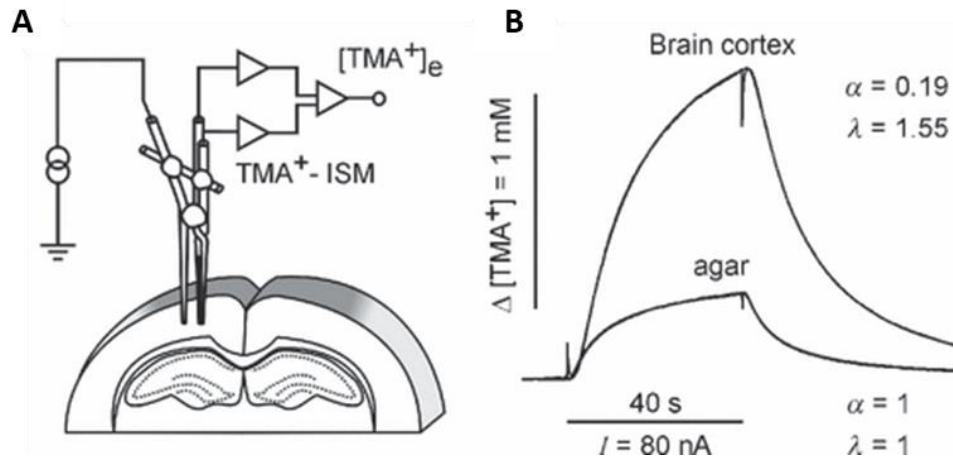 A
[TMA⁺]e
TMA⁺- ISM
B
Brain cortex
α = 0.19
λ = 1.55
Δ [TMA⁺] = 1 mM
agar
40 s
I = 80 nA
α = 1
λ = 1